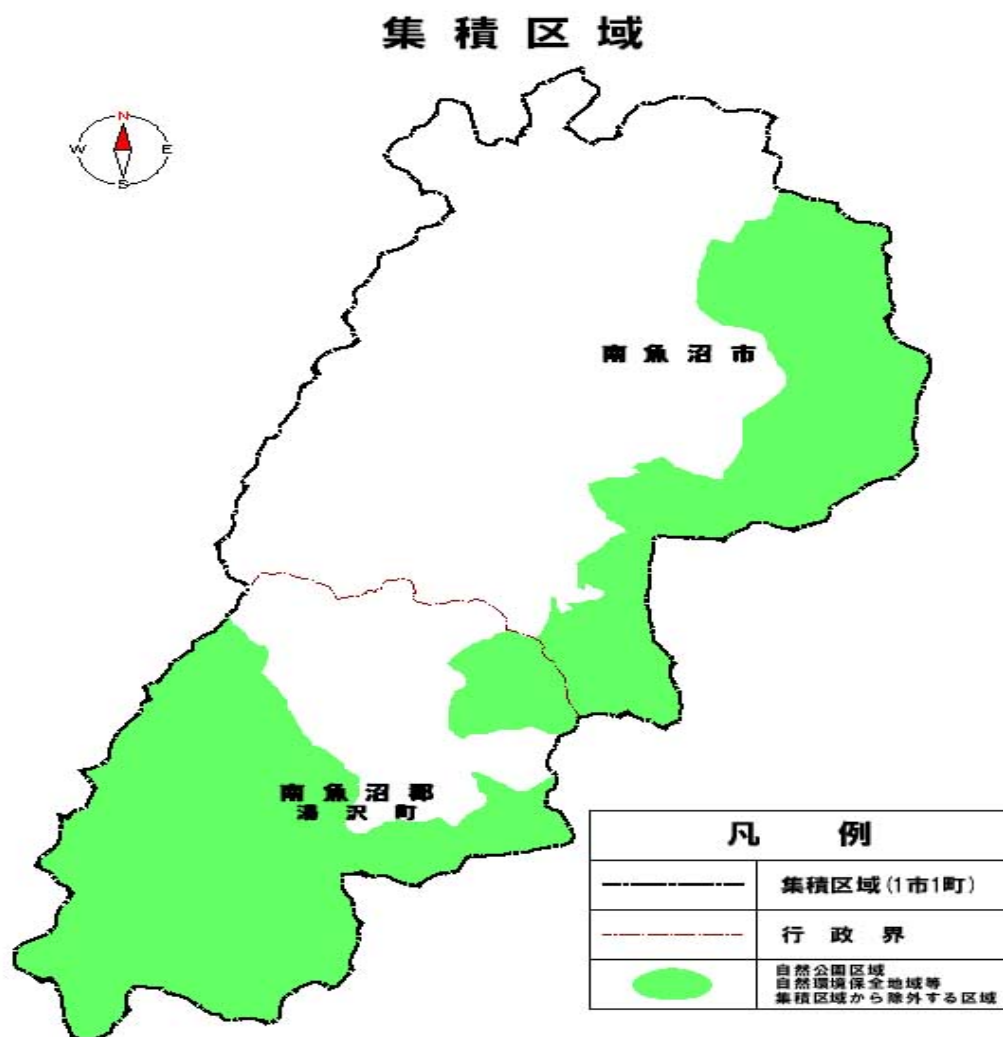 集積区域
N
W E
S
南魚沼市
南魚沼郡
湯沢町
凡 例
集積区域(1市1町)
行 政 界
自然公園区域
自然環境保全地域等
集積区域から除外する区域